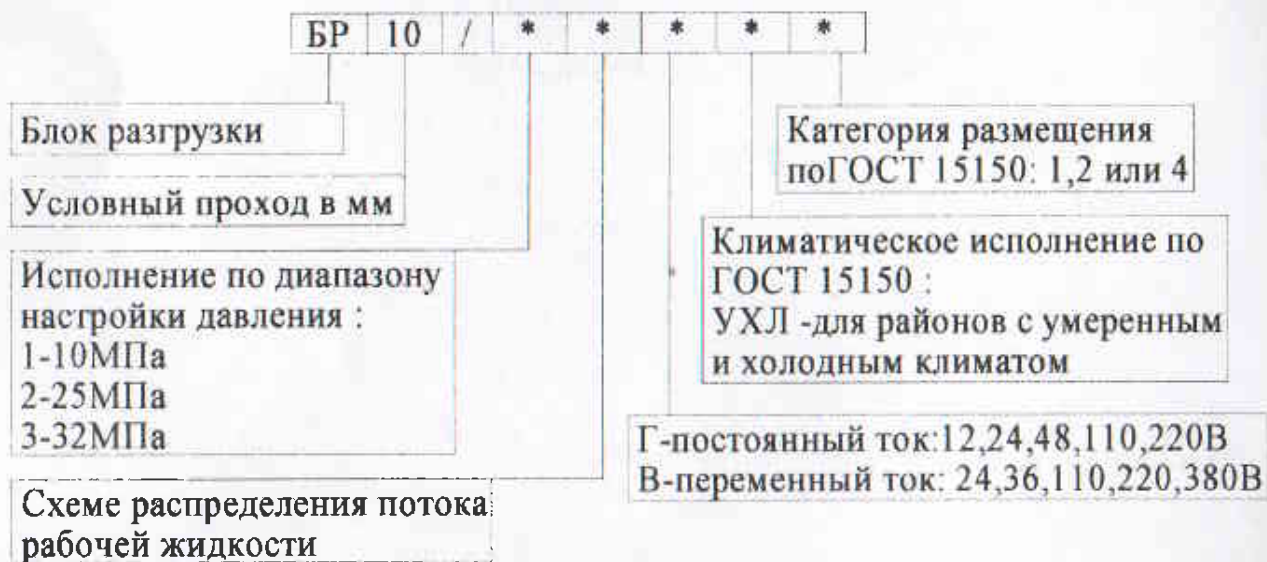 БР 10 / * * * * *
Блок разгрузки
Условный проход в мм
Исполнение по диапазону
настройки давления :
1-10МПа
2-25МПа
3-32МПа
Схеме распределения потока
рабочей жидкости
Категория размещения
поГОСТ 15150: 1,2 или 4
Климатическое исполнение по
ГОСТ 15150 :
УХЛ -для районов с умеренным
и холодным климатом
Г-постоянный ток:12,24,48,110,220В
В-переменный ток: 24,36,110,220,380В